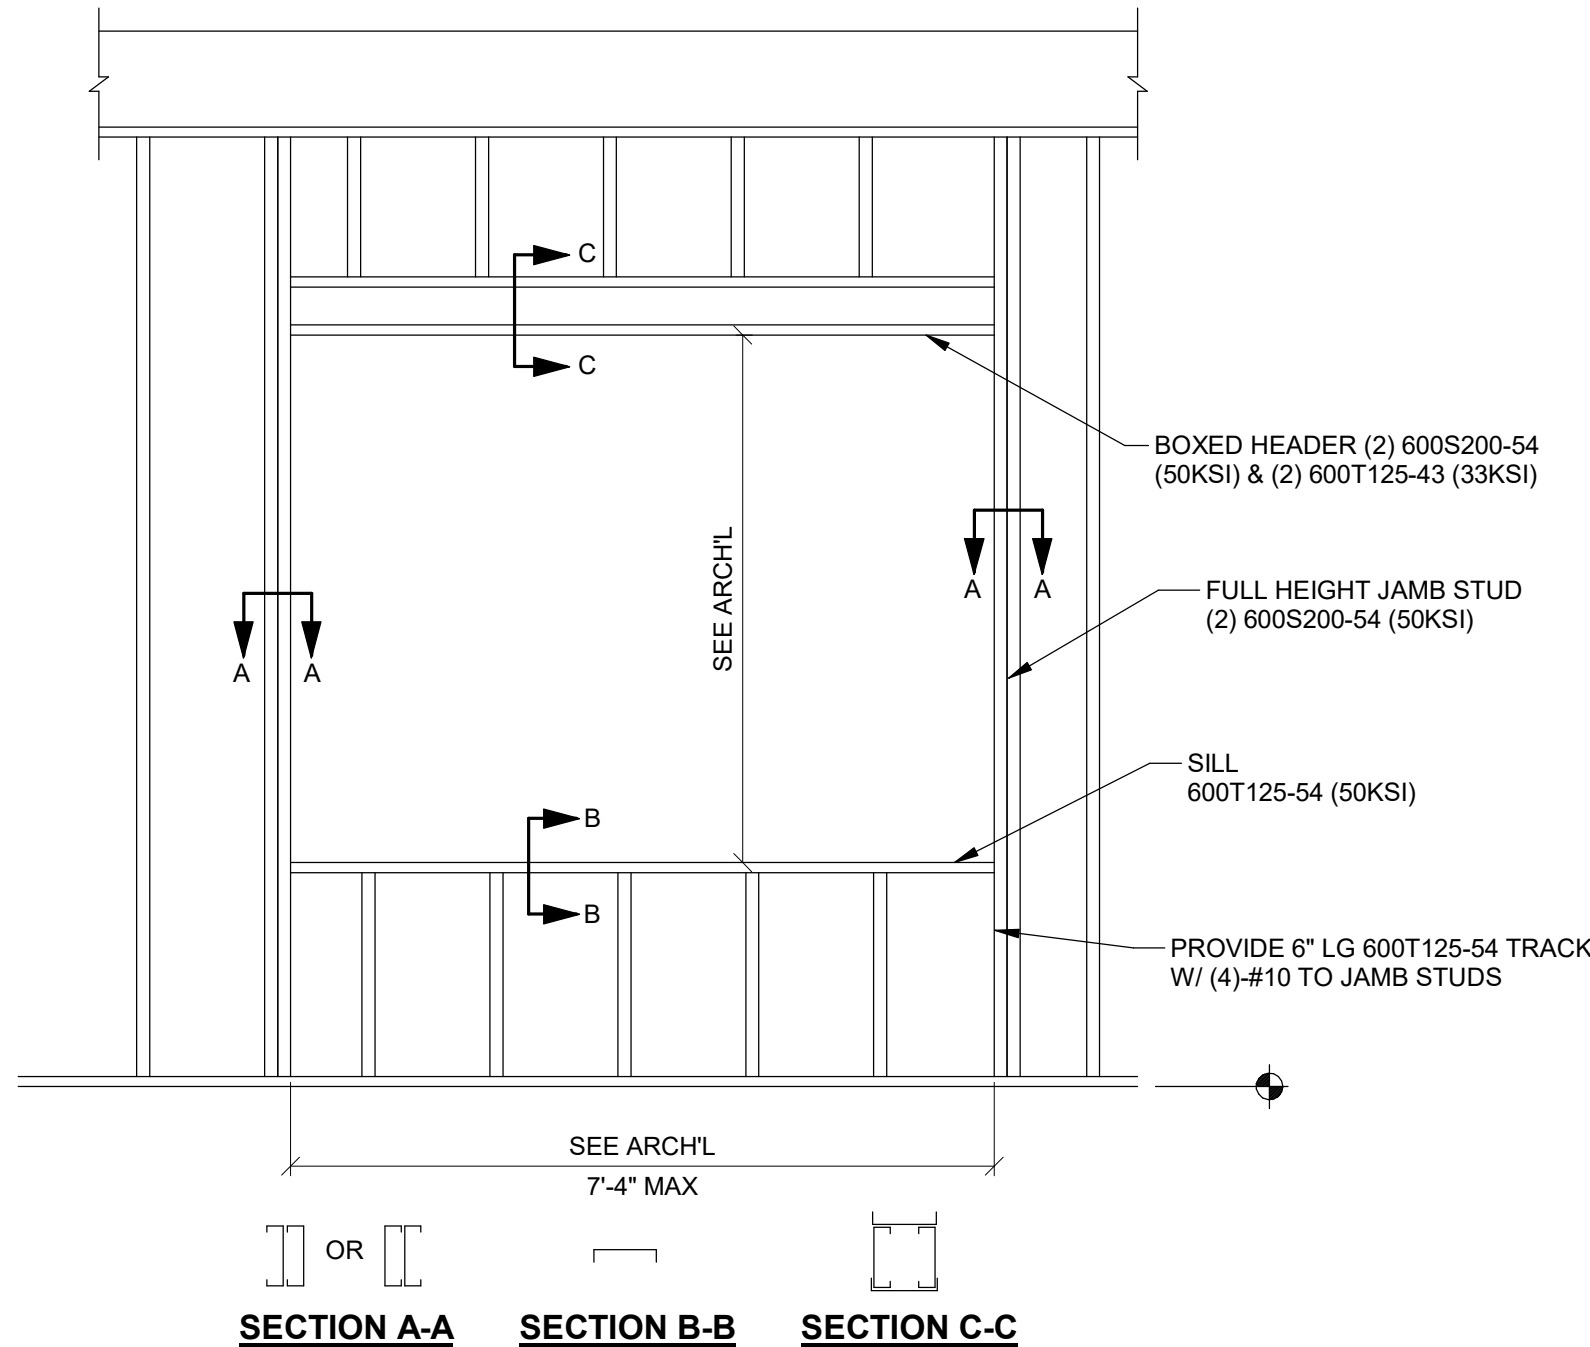 C
C
BOXED HEADER (2) 600S200-54
(50KSI) & (2) 600T125-43 (33KSI)
SEE ARCH'L
A A
FULL HEIGHT JAMB STUD
(2) 600S200-54 (50KSI)
A A
SILL
600T125-54 (50KSI)
B
B
PROVIDE 6" LG 600T125-54 TRACK
W/ (4)-#10 TO JAMB STUDS
SEE ARCH'L
7'-4" MAX
OR
SECTION A-A
SECTION B-B
SECTION C-C